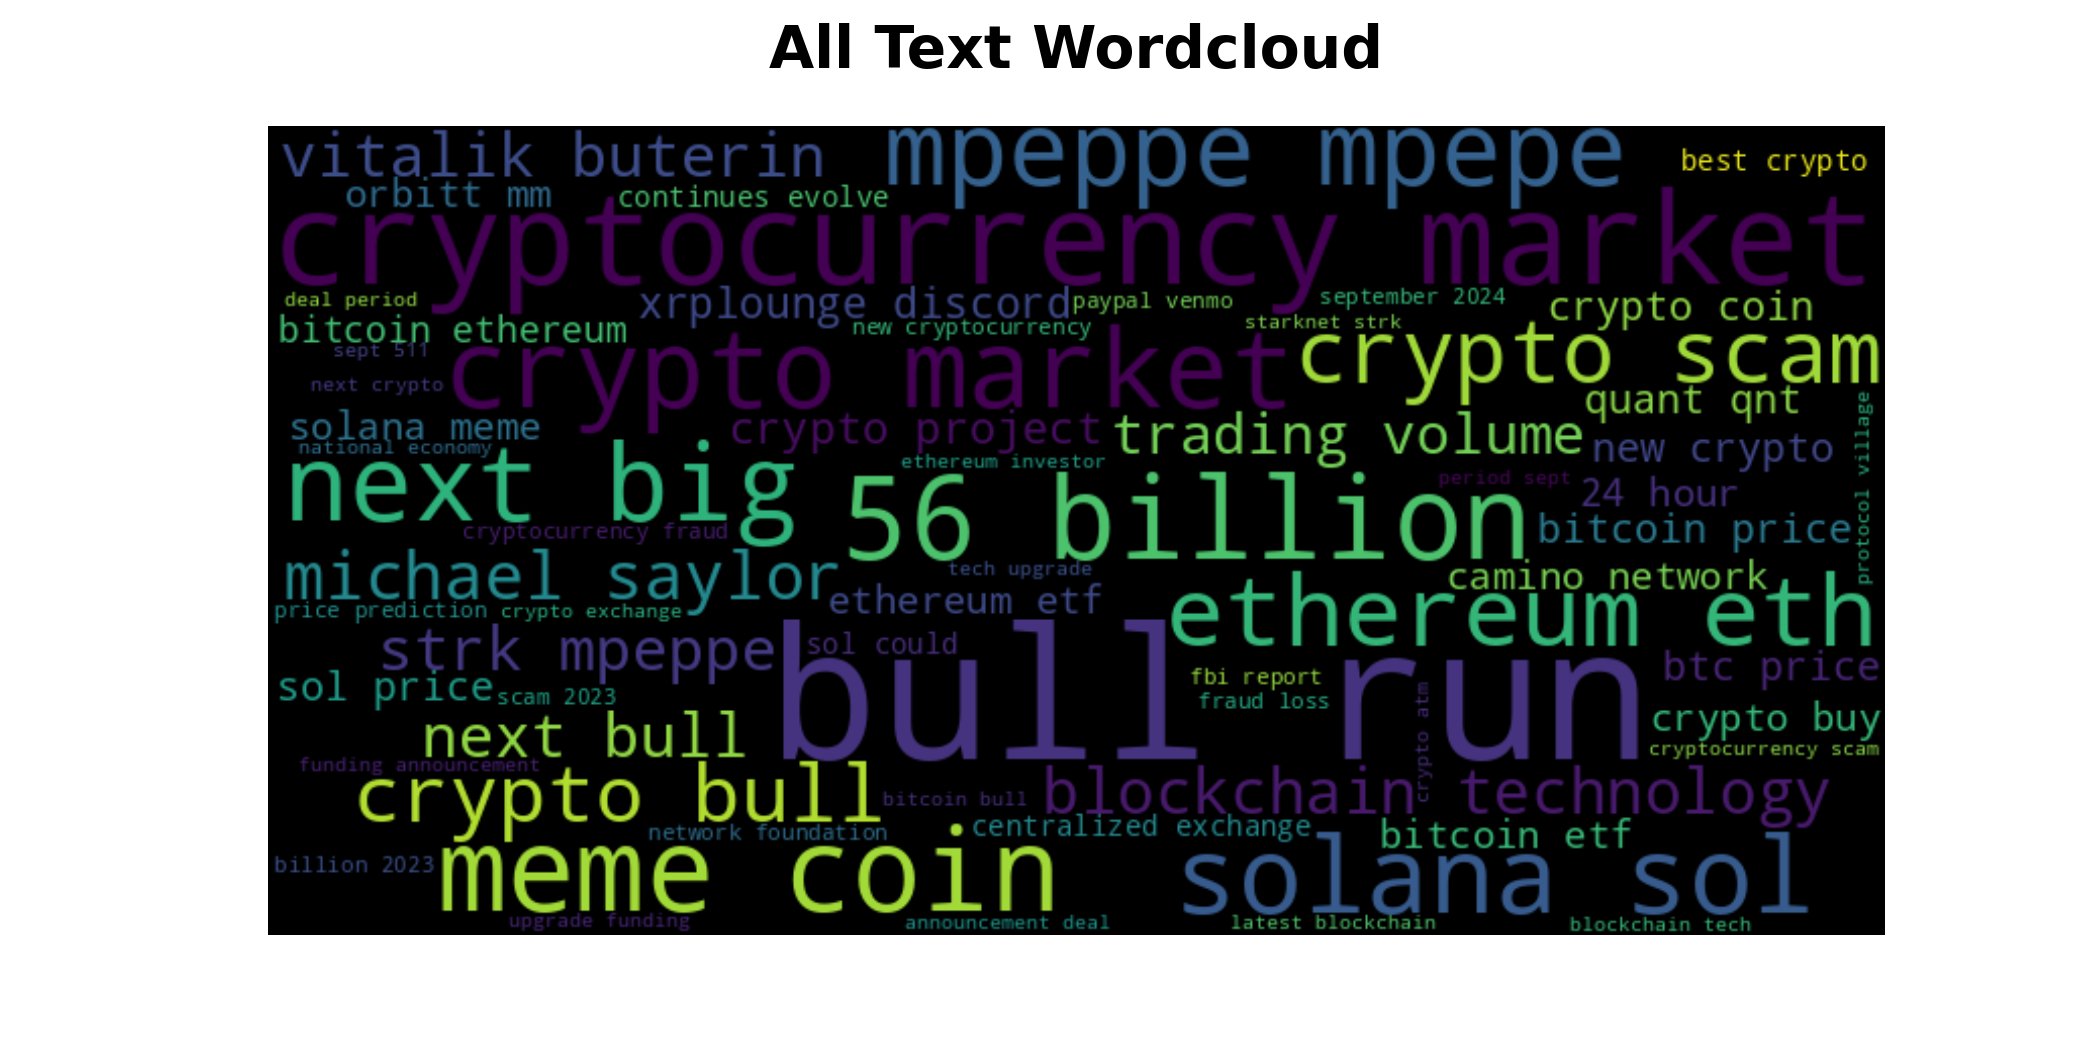 All Text Wordcloud
vitalik buterin
mpeppe mpepe
best crypto
orbitt mm
continues evolve
cryptocurrency market
deal period
xrplounge discord
paypal venmo
september 2024
crypto coin
bitcoin ethereum
new cryptocurrency
starknet strk
sept 511
crypto market
crypto scam
next crypto
quant qnt
solana meme
crypto project
trading volume
new crypto
protocol village
national economy
next big
ethereum investor
56 billion
period sept
24 hour
cryptocurrency fraud
bitcoin price
michael saylor
tech upgrade
camino network
price prediction
crypto exchange
ethereum etf
ethereum eth
strk mpeppe
sol could
bull run
fbi report
btc price
sol price
scam 2023
fraud loss
crypto atm
next bull
crypto buy
cryptocurrency scam
funding announcement
crypto bull
bitcoin bull
blockchain technology
network foundation
centralized exchange
bitcoin etf
billion 2023
meme coin
solana sol
upgrade funding
announcement deal
latest blockchain
blockchain tech